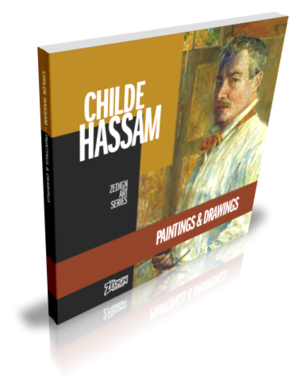 CHILDE
HASSAM
ZEDIGN
ART
SERIES
PAINTINGS & DRAWINGS
CHILDE HASSAM - PAINTINGS & DRAWINGS